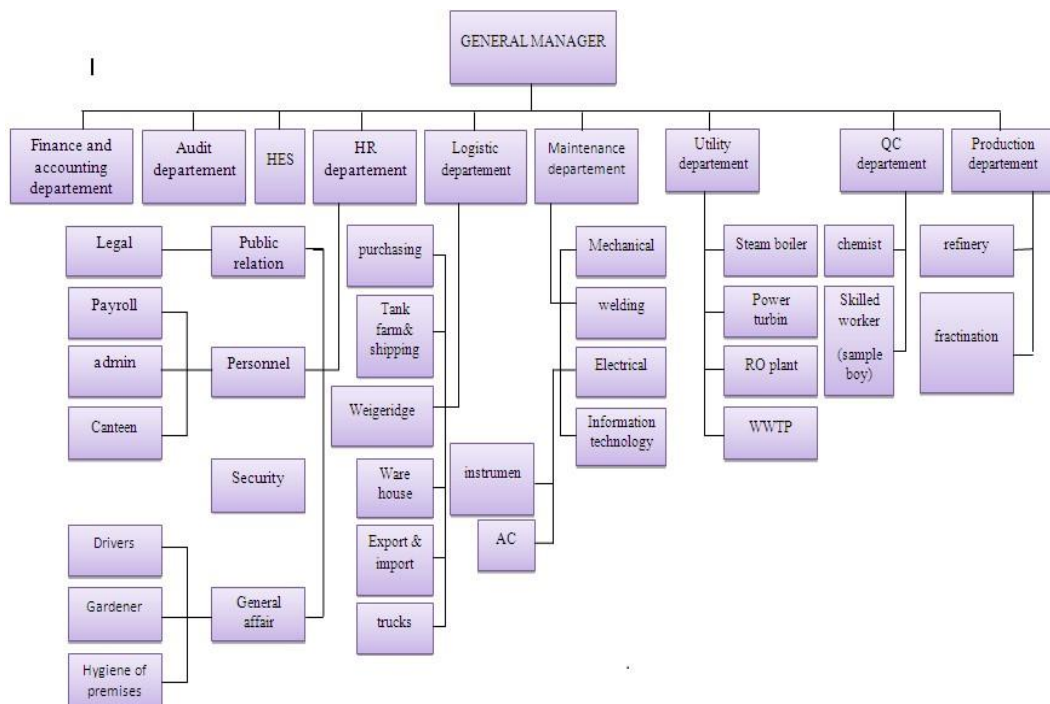 GENERAL MANAGER
I
Finance and
accounting
departement
Audit
departement
HES
HR
departement
Logistic
departement
Maintenance
departement
Utility
departement
QC
departement
Production
departement
Legal
Public
relation
Payroll
admin
Personnel
Canteen
Security
Drivers
Gardener
General
affair
Hygiene of
premises
purchasing
Tank
farm&
shipping
Weigeridge
Ware
house
Export &
import
trucks
Mechanical
welding
Electrical
Information
technology
instrumen
AC
Steam boiler
Power
turbin
RO plant
WWTP
chemist
Skilled
worker
(sample
boy)
refinery
fractination
.